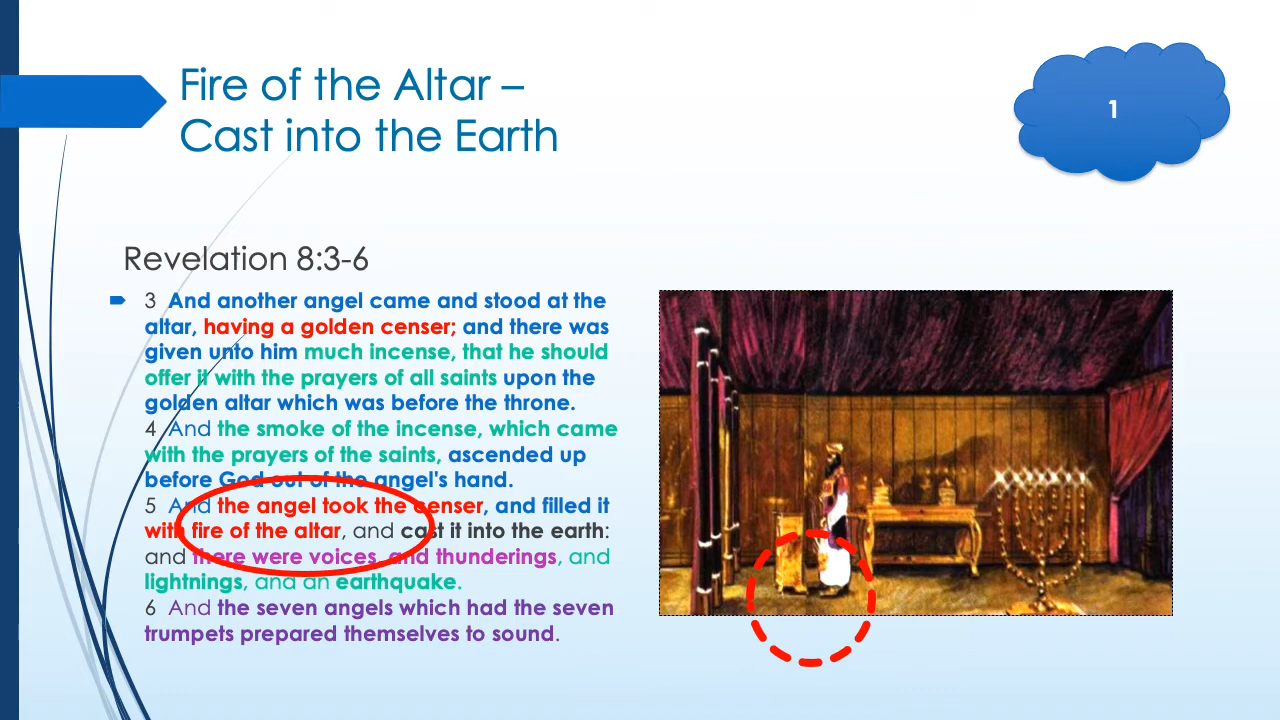 Fire of the Altar –
Cast into the Earth
1
Revelation 8:3-6
3 And another angel came and stood at the
altar, having a golden censer; and there was
given unto him much incense, that he should
offer it with the prayers of all saints upon the
golden altar which was before the throne.
4 And the smoke of the incense, which came
with the prayers of the saints, ascended up
before God out of the angel's hand.
5 And the angel took the censer, and filled it
with fire of the altar, and cast it into the earth:
and there were voices, and thunderings, and
lightnings, and an earthquake.
6 And the seven angels which had the seven
trumpets prepared themselves to sound.